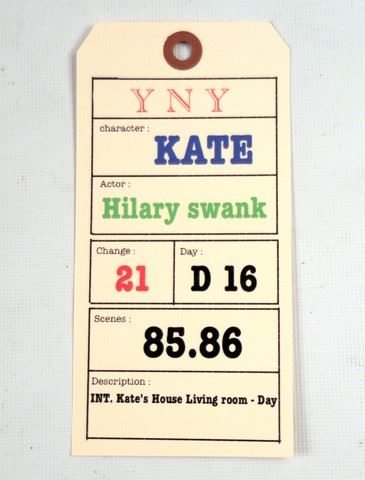 YNY
character :
KATE
Actor :
Hilary swank
Change : Day :
21 D 16
Scenes :
85.86
Description :
INT. Kate's House Living room - Day